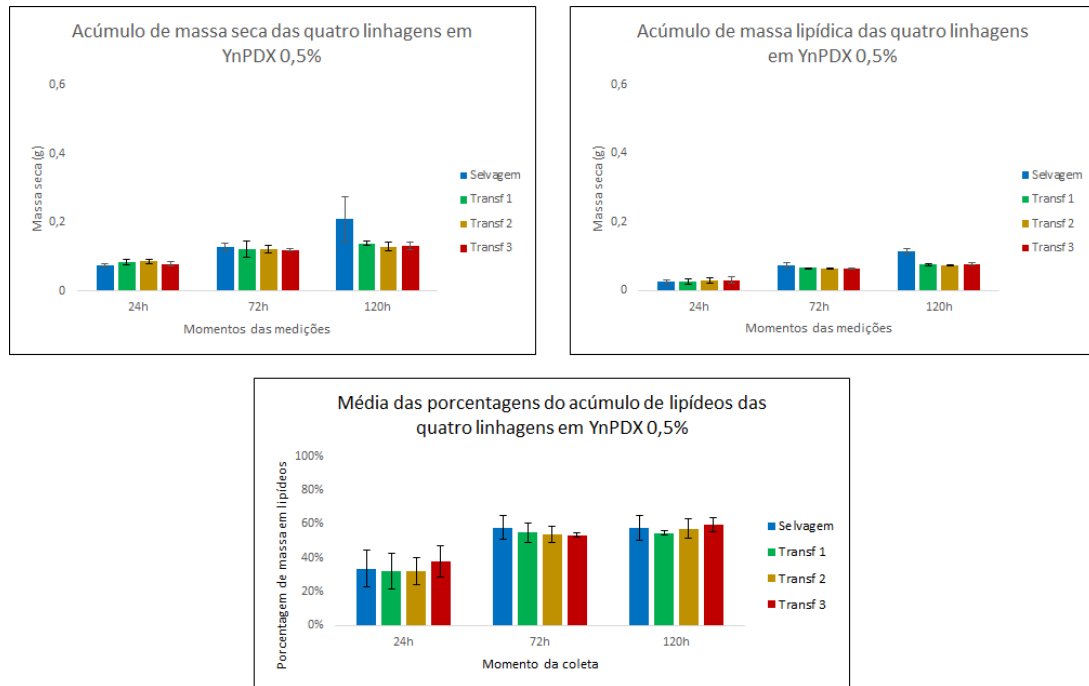 Acúmulo de massa seca das quatro linhagens em
YnPDX 0,5%
0,6
0,4
0,2
0
Massa seca (g)
24h
72h
120h
Momentos das medições
Selvagem
Transf 1
Transf 2
Transf 3
Acúmulo de massa lipídica das quatro linhagens
em YnPDX 0,5%
0,6
0,4
0,2
0
Massa seca (g)
24h
72h
120h
Momentos das medições
Selvagem
Transf 1
Transf 2
Transf 3
Média das porcentagens do acúmulo de lipídeos das
quatro linhagens em YnPDX 0,5%
100%
80%
60%
40%
20%
0%
Porcentagem de massa em lipídeos
24h
72h
120h
Momento da coleta
Selvagem
Transf 1
Transf 2
Transf 3